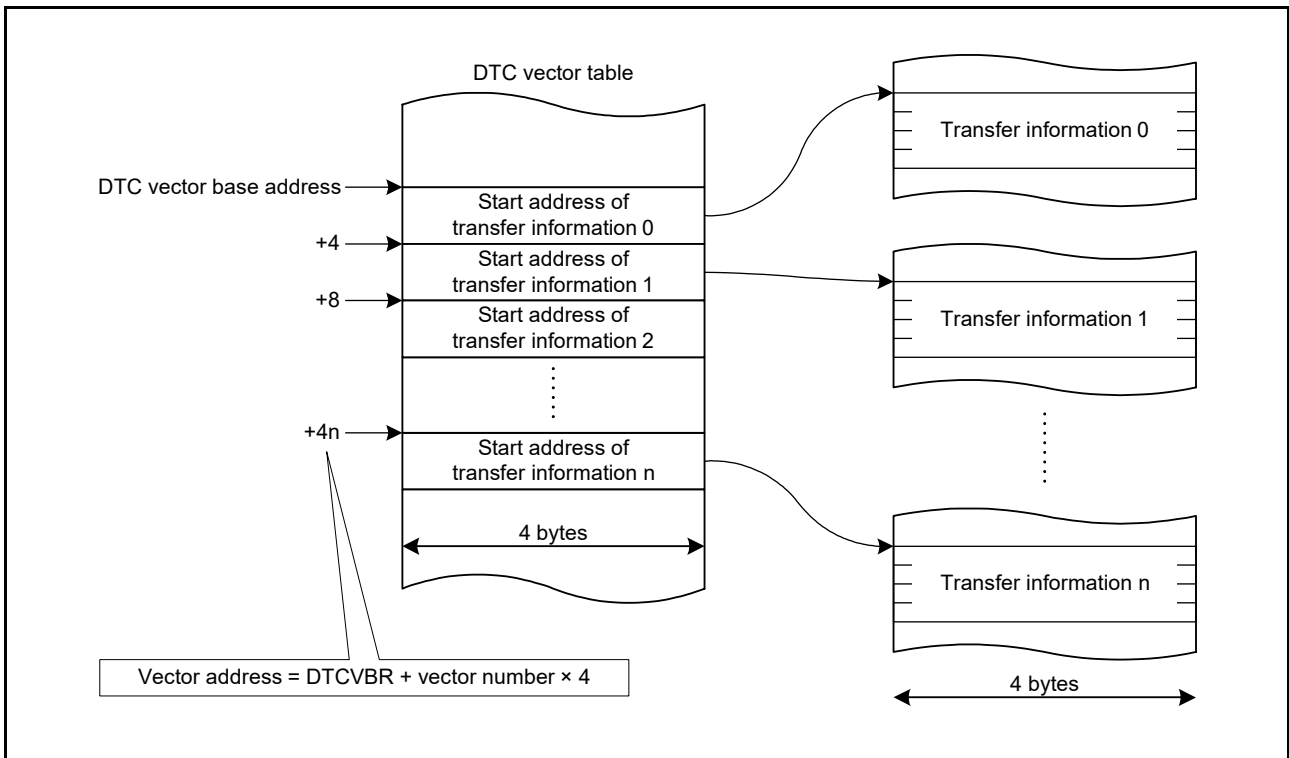 DTC vector table
DTC vector base address
Start address of
transfer information 0
+4
Start address of
transfer information 1
+8
Start address of
transfer information 2
+4n
Start address of
transfer information n
4 bytes
Vector address = DTCVBR + vector number × 4
Transfer information 0
Transfer information 1
Transfer information n
4 bytes